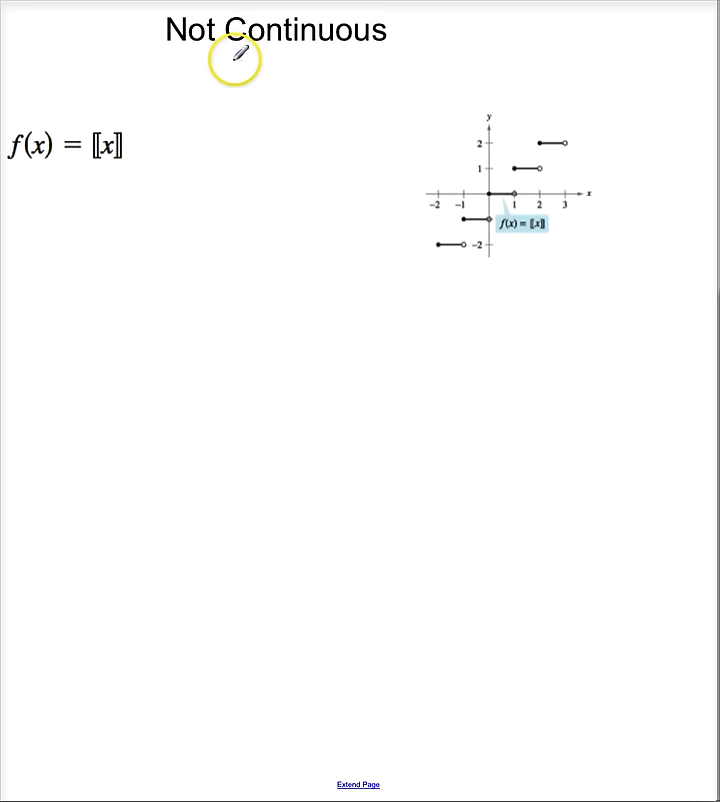 Not Continuous
f(x) = ⟦x⟧
y
2
1
-2 -1 1 2 3 x
f(x) = ⟦x⟧
-2
Extend Page